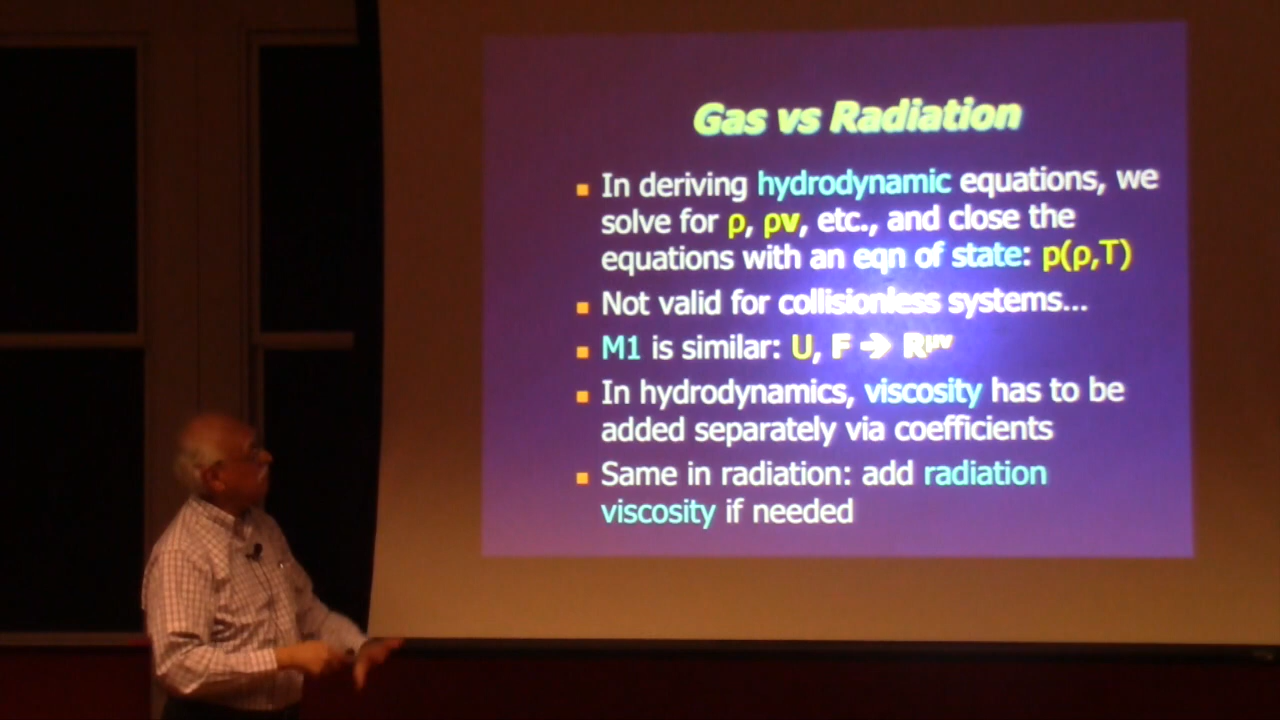 Gas vs Radiation
▪ In deriving hydrodynamic equations, we
solve for ρ, ρv, etc., and close the
equations with an eqn of state: p(ρ,T)
▪ Not valid for collisionless systems…
▪ M1 is similar: U, F ➔ Rᵘᵛ
▪ In hydrodynamics, viscosity has to be
added separately via coefficients
▪ Same in radiation: add radiation
viscosity if needed